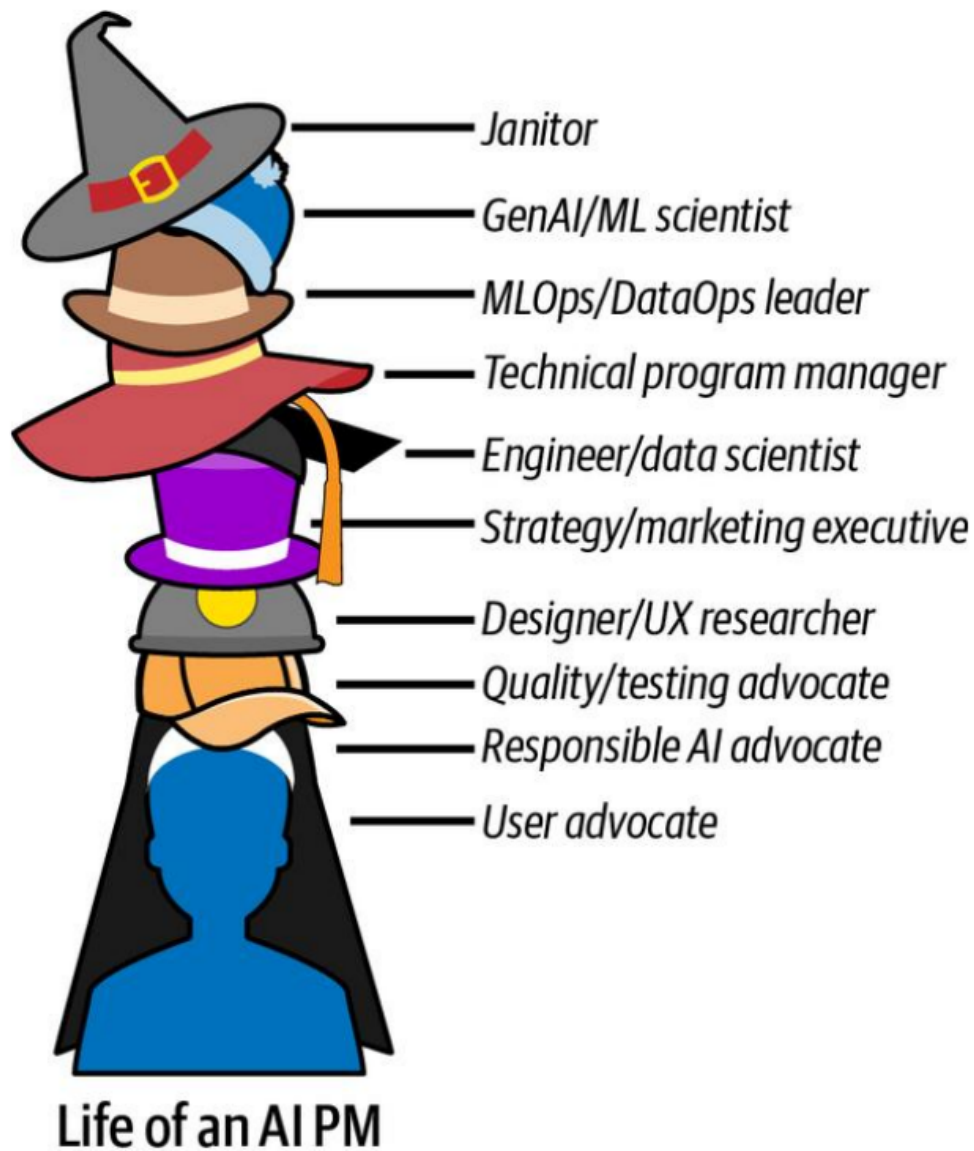 Janitor
GenAI/ML scientist
MLOps/DataOps leader
Technical program manager
Engineer/data scientist
Strategy/marketing executive
Designer/UX researcher
Quality/testing advocate
Responsible AI advocate
User advocate
Life of an AI PM